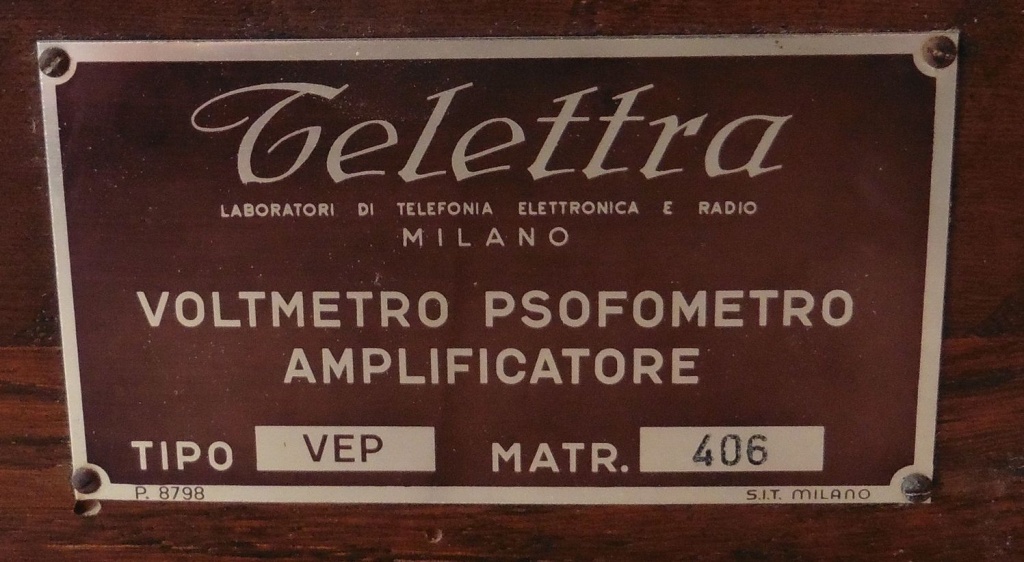 Telettra
LABORATORI DI TELEFONIA ELETTRONICA E RADIO
MILANO
VOLTMETRO PSOFOMETRO
AMPLIFICATORE
TIPO VEP MATR. 406
P. 8798 S.I.T. MILANO